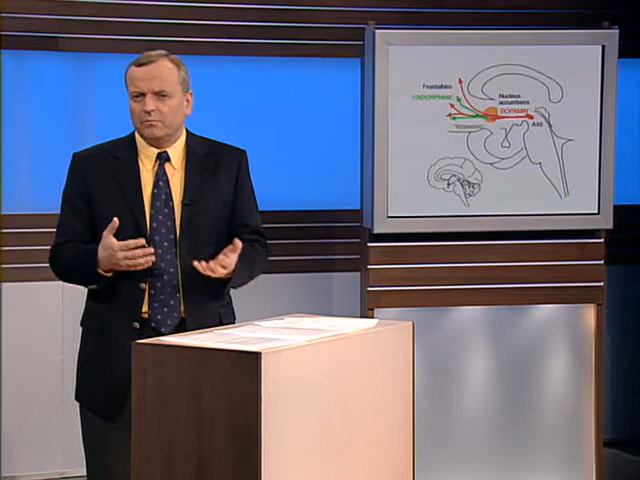 Frontalhirn
ENDORPHINE
Nucleus
accumbens
DOPAMIN
A10